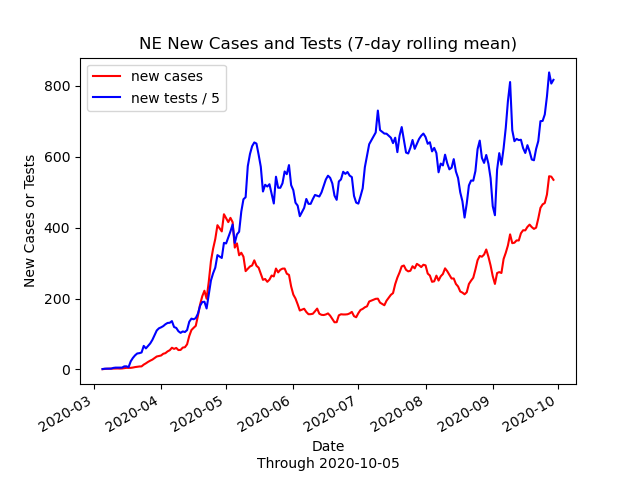 NE New Cases and Tests (7-day rolling mean)
new cases
new tests / 5
New Cases or Tests
800
600
400
200
0
2020-03
2020-04
2020-05
2020-06
2020-07
2020-08
2020-09
2020-10
Date
Through 2020-10-05